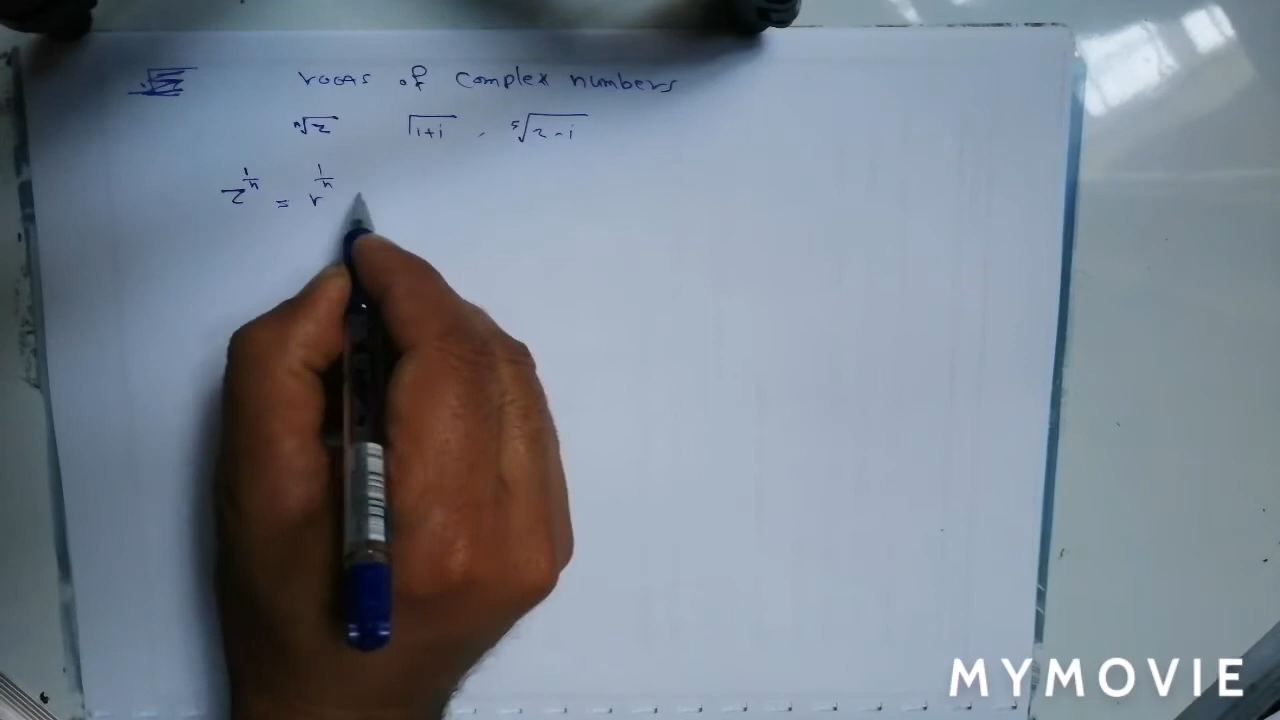 roots of complex numbers
ⁿ√z √1+i , ⁵√2-i
z^(1/n) = r^(1/n)
MYMOVIE